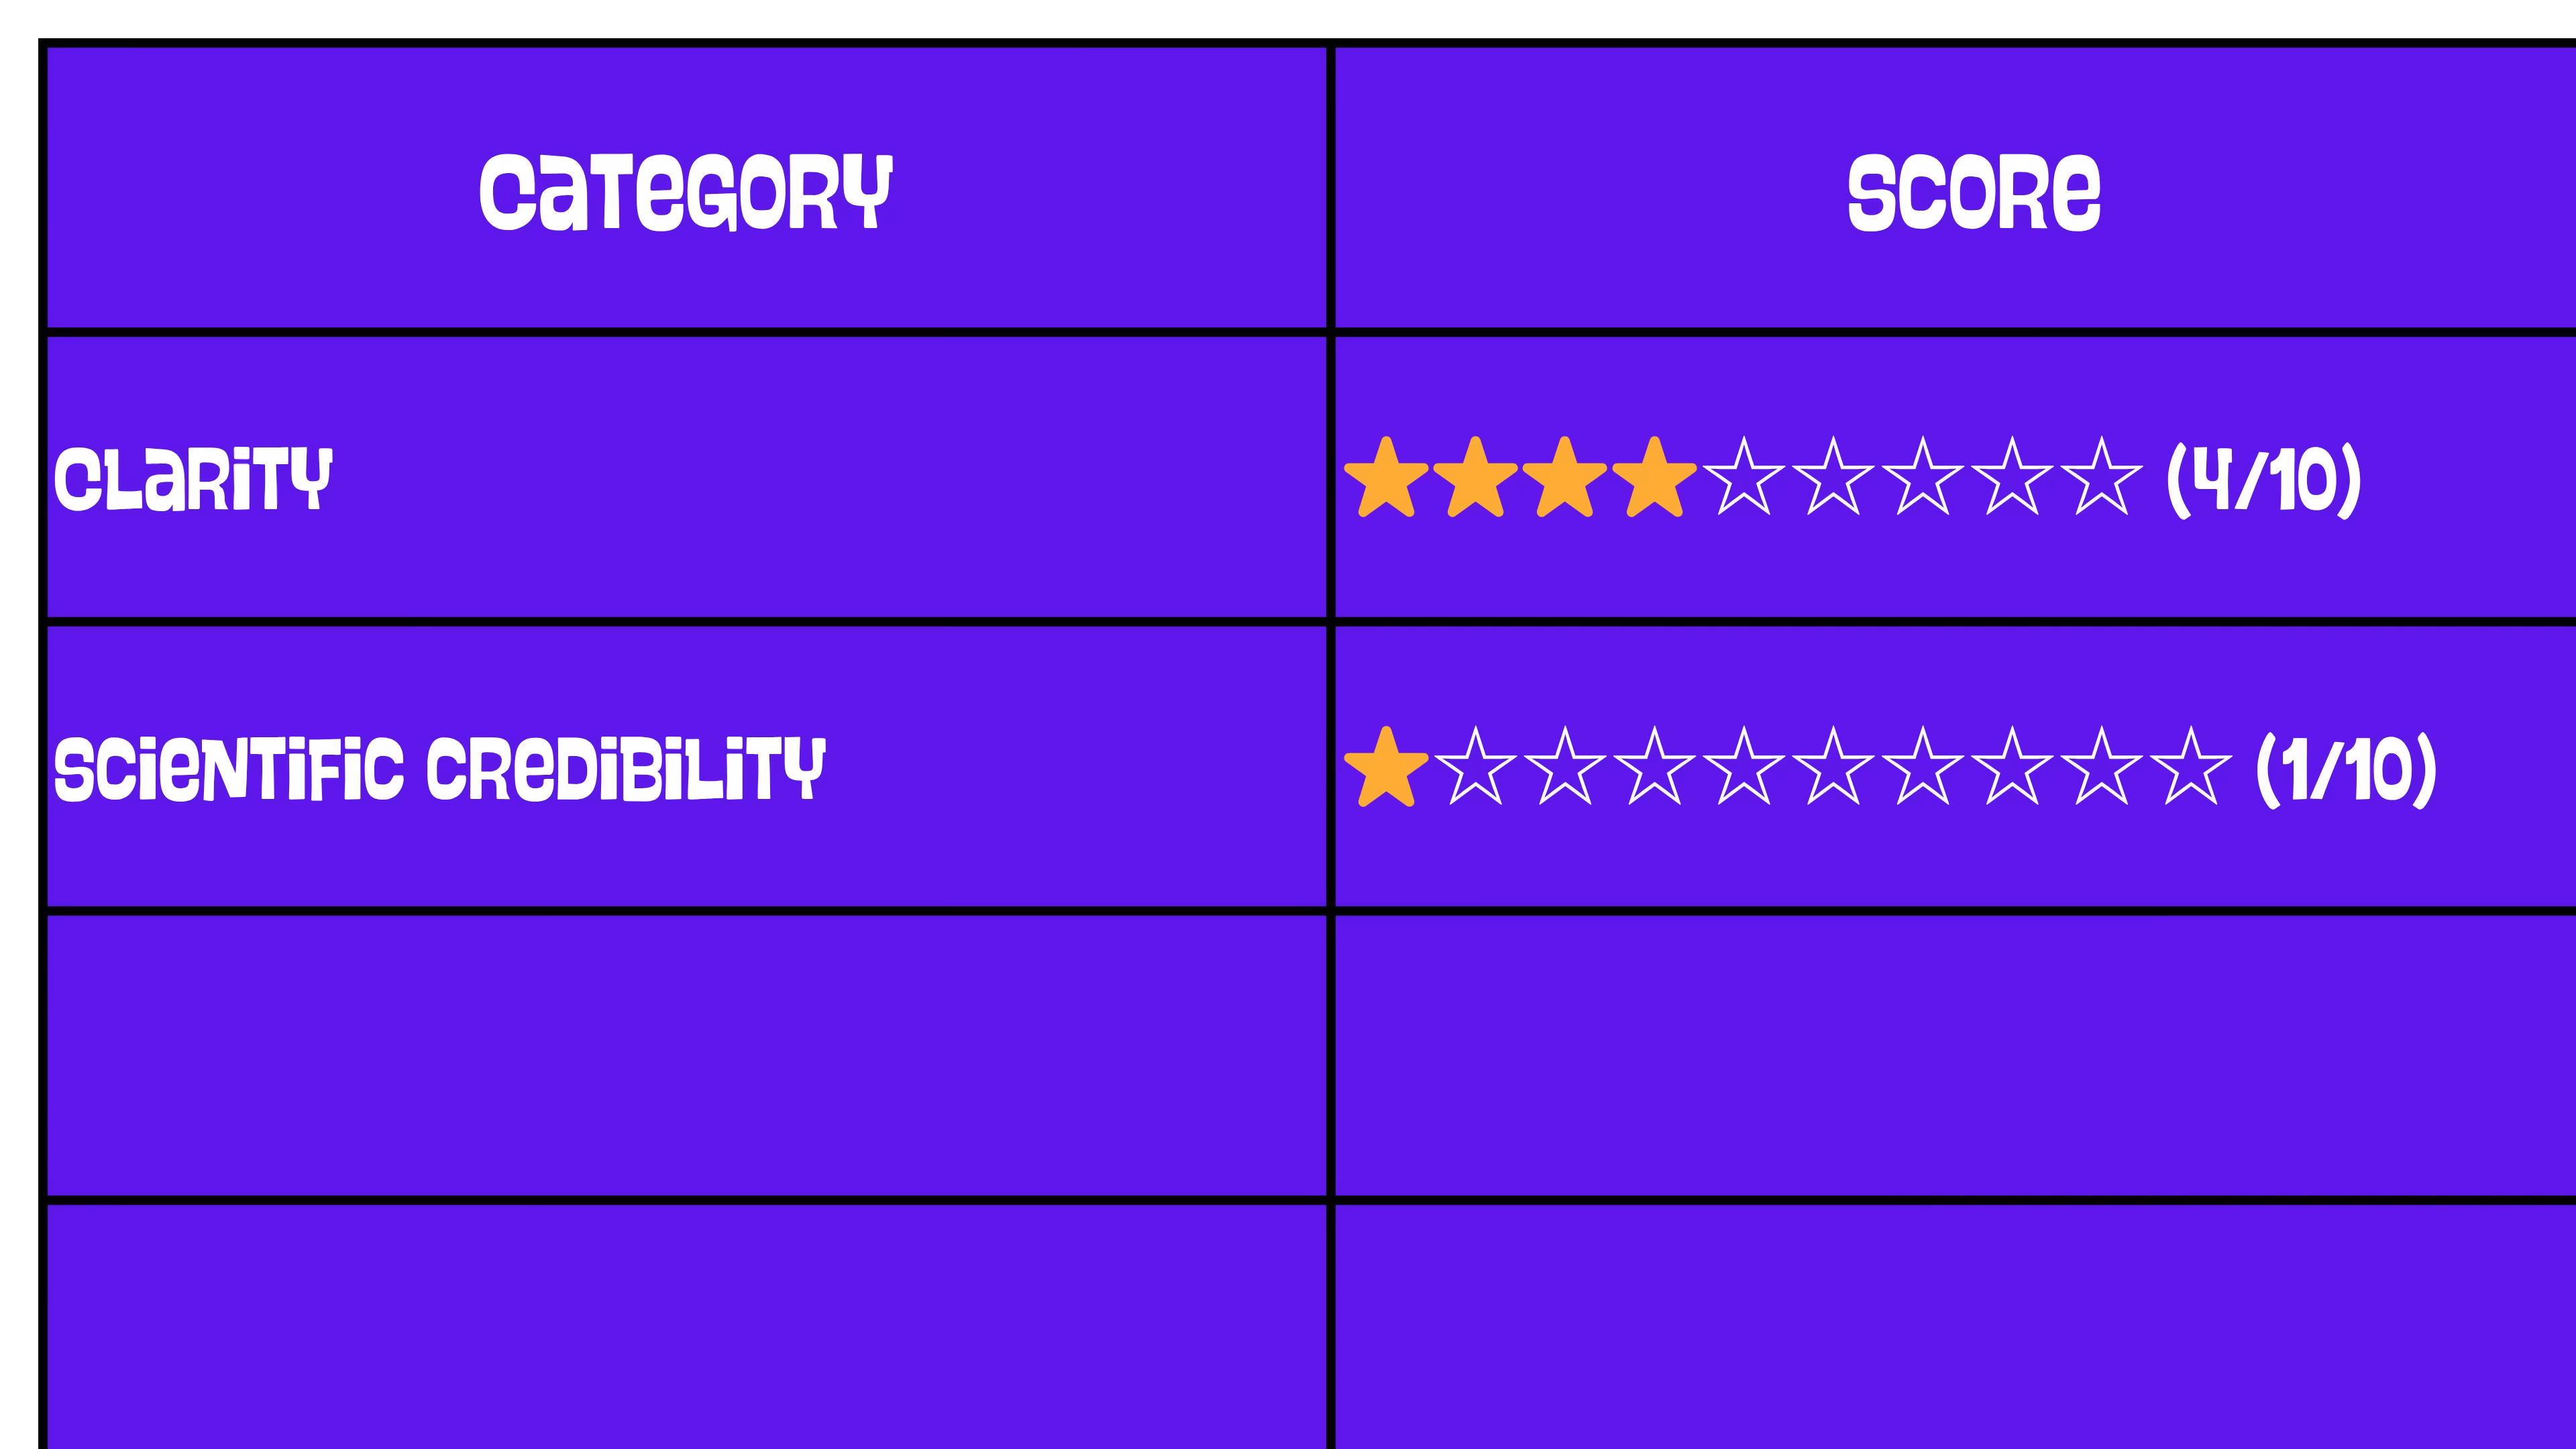 Category
Score
Clarity
⭐⭐⭐⭐☆☆☆☆☆ (4/10)
Scientific Credibility
⭐☆☆☆☆☆☆☆☆☆ (1/10)